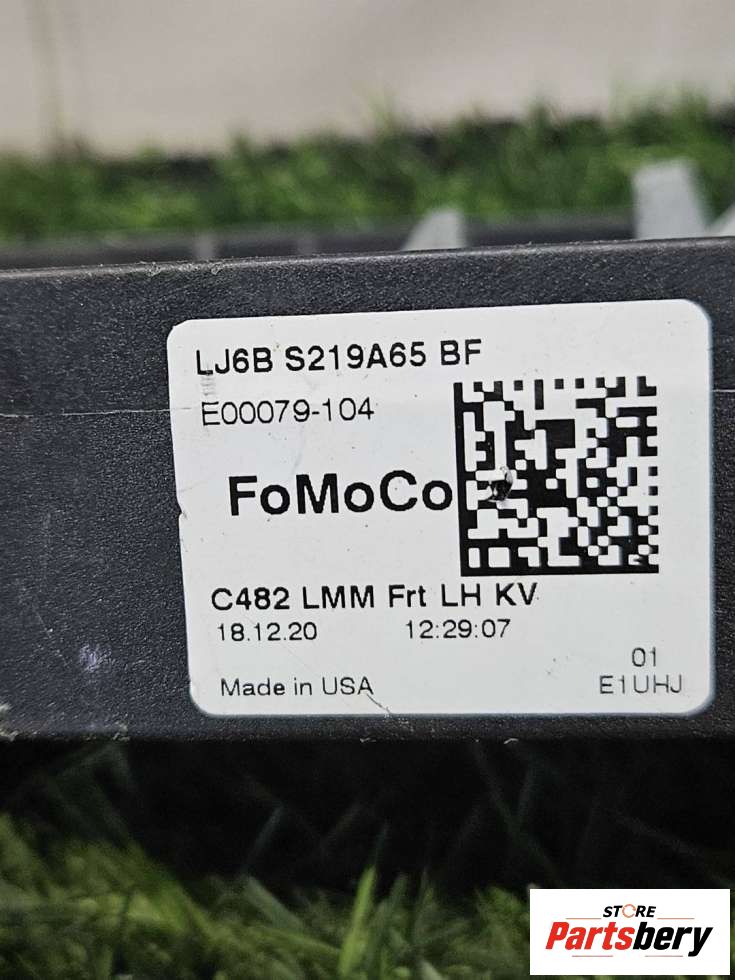 LJ6B S219A65 BF
E00079-104
FoMoCo
C482 LMM Frt LH KV
18.12.20 12:29:07
01
Made in USA E1UHJ
STORE
Partsbery